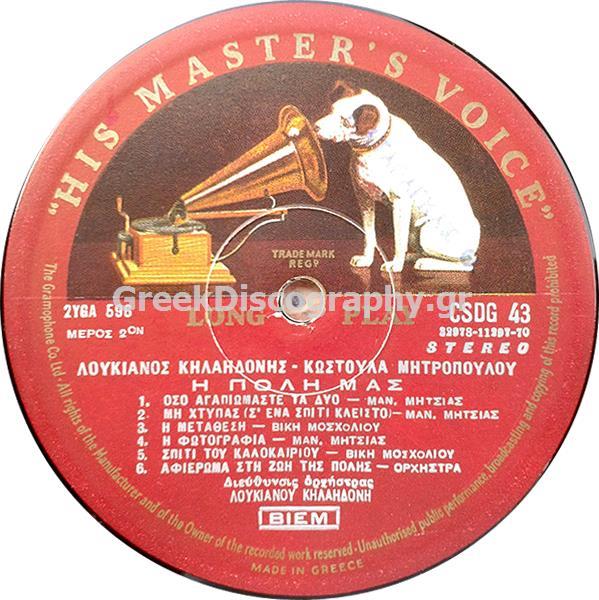 "HIS MASTER'S VOICE"
TRADE MARK
REGD
GreekDiscography.gr
LONG PLAY
2YGA 596
ΜΕΡΟΣ 2ΟΝ
CSDG 43
STEREO
ΛΟΥΚΙΑΝΟΣ ΚΗΛΑΗΔΟΝΗΣ - ΚΩΣΤΟΥΛΑ ΜΗΤΡΟΠΟΥΛΟΥ
Η ΠΟΛΗ ΜΑΣ
1. ΟΣΟ ΑΓΑΠΙΩΜΑΣΤΕ ΤΑ ΔΥΟ — ΜΑΝ. ΜΗΤΣΙΑΣ
2. ΜΗ ΧΤΥΠΑΣ (Σ' ΕΝΑ ΣΠΙΤΙ ΚΛΕΙΣΤΟ) — ΜΑΝ. ΜΗΤΣΙΑΣ
3. Η ΜΕΤΑΘΕΣΗ — ΒΙΚΗ ΜΟΣΧΟΛΙΟΥ
4. Η ΦΩΤΟΓΡΑΦΙΑ — ΜΑΝ. ΜΗΤΣΙΑΣ
5. ΣΠΙΤΙ ΤΟΥ ΚΑΛΟΚΑΙΡΙΟΥ — ΒΙΚΗ ΜΟΣΧΟΛΙΟΥ
6. ΑΦΙΕΡΩΜΑ ΣΤΗ ΖΩΗ ΤΗΣ ΠΟΛΗΣ — ΟΡΧΗΣΤΡΑ
Διεύθυνσις ὀρχήστρας
ΛΟΥΚΙΑΝΟΥ ΚΗΛΑΗΔΟΝΗ
BIEM
The Gramophone Co Ltd. - All rights of the Manufacturer and of the Owner of the recorded work reserved - Unauthorised public performance, broadcasting and copying of this record prohibited
MADE IN GREECE